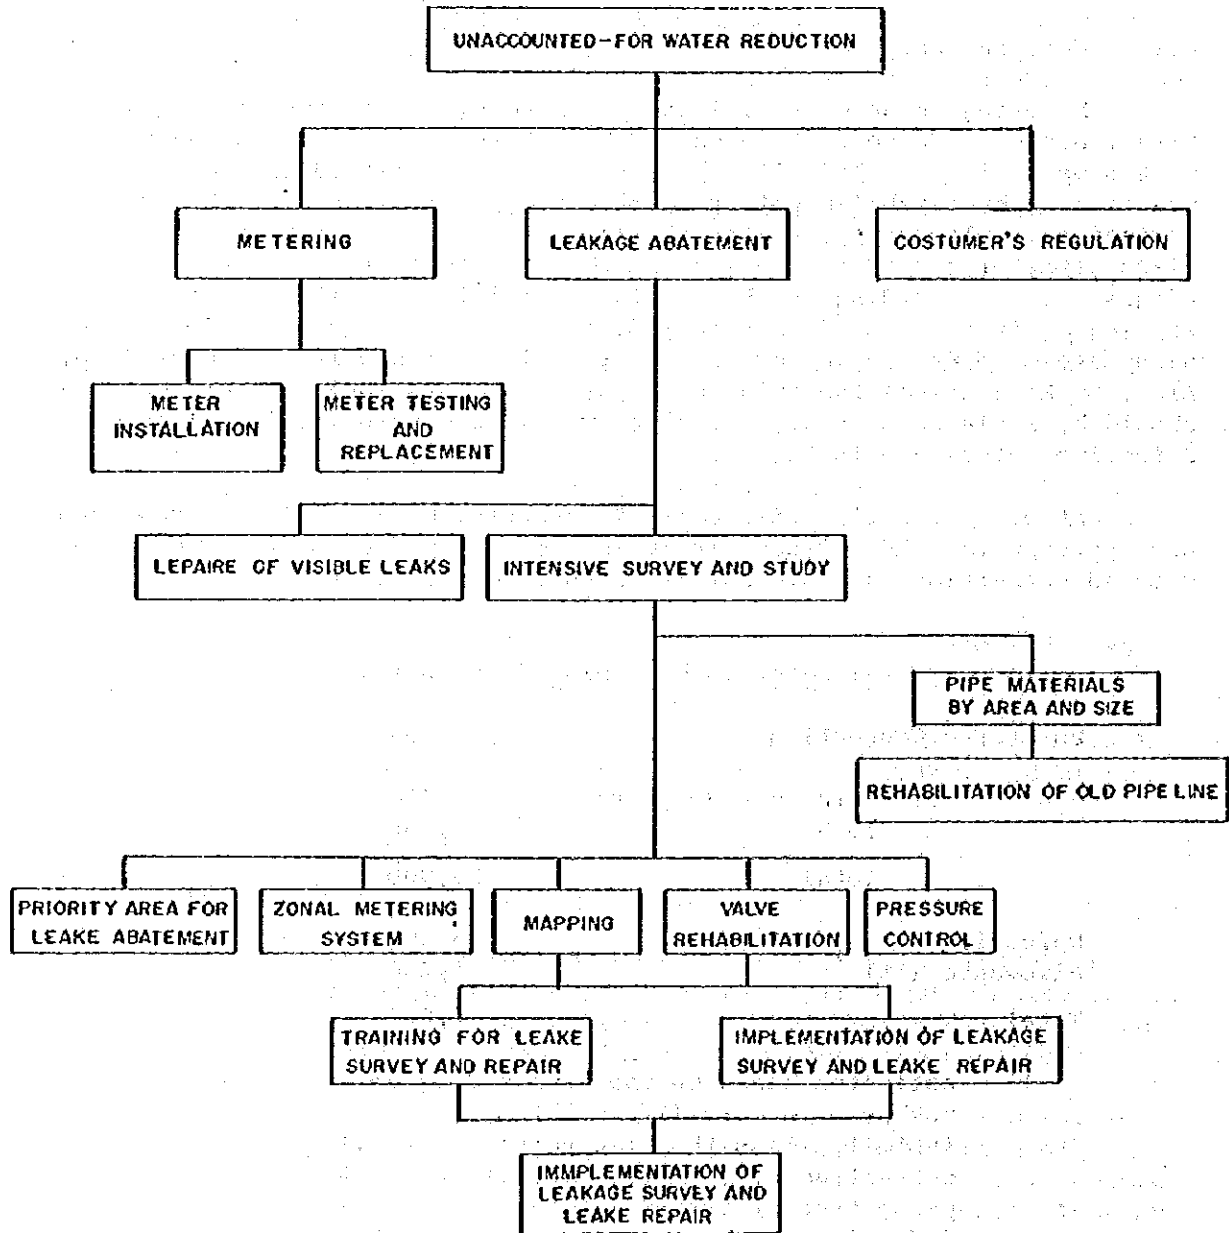 UNACCOUNTED-FOR WATER REDUCTION
METERING
LEAKAGE ABATEMENT
COSTUMER'S REGULATION
METER
INSTALLATION
METER TESTING
AND
REPLACEMENT
LEPAIRE OF VISIBLE LEAKS
INTENSIVE SURVEY AND STUDY
PIPE MATERIALS
BY AREA AND SIZE
REHABILITATION OF OLD PIPE LINE
PRIORITY AREA FOR
LEAKE ABATEMENT
ZONAL METERING
SYSTEM
MAPPING
VALVE
REHABILITATION
PRESSURE
CONTROL
TRAINING FOR LEAKE
SURVEY AND REPAIR
IMPLEMENTATION OF LEAKAGE
SURVEY AND LEAKE REPAIR
IMMPLEMENTATION OF
LEAKAGE SURVEY AND
LEAKE REPAIR